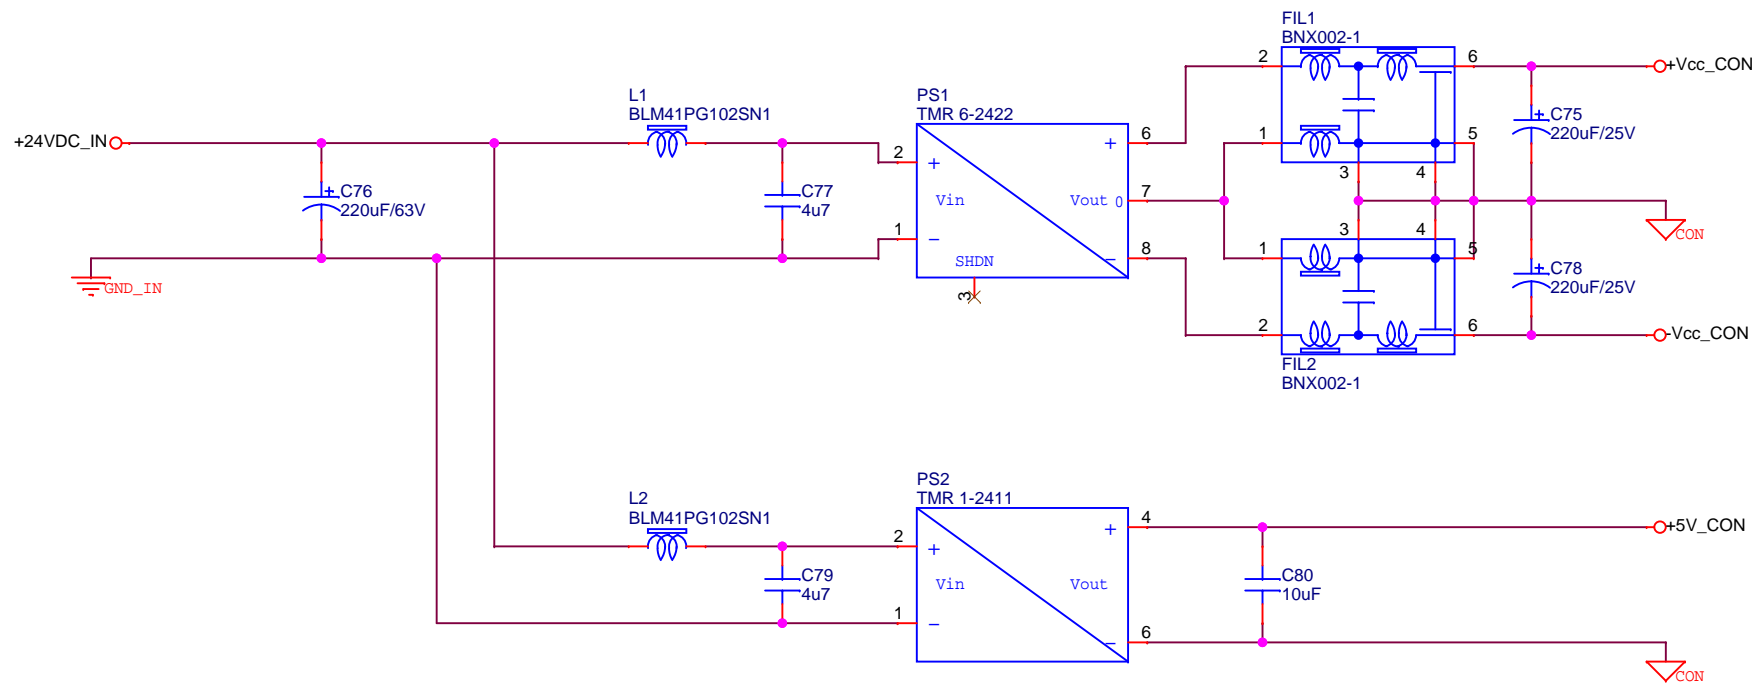 FIL1
BNX002-1
2
6
+Vcc_CON
L1
BLM41PG102SN1
PS1
TMR 6-2422
+24VDC_IN
6
1
5
C75
220uF/25V
2
+
+
C76
220uF/63V
C77
4u7
Vin
Vout 0
7
3
4
CON
1
−
SHDN
−
8
3
4
1
5
C78
220uF/25V
GND_IN
3
2
6
-Vcc_CON
FIL2
BNX002-1
PS2
TMR 1-2411
L2
BLM41PG102SN1
2
+
+
4
+5V_CON
C79
4u7
Vin
Vout
C80
10uF
1
−
−
6
CON